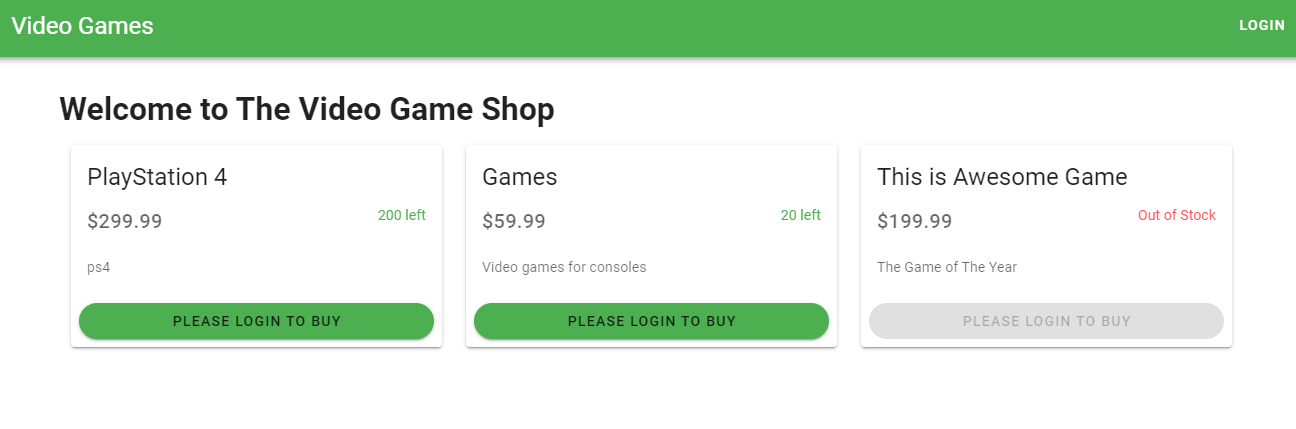 Video Games
LOGIN
Welcome to The Video Game Shop
PlayStation 4
$299.99
200 left
ps4
PLEASE LOGIN TO BUY
Games
$59.99
20 left
Video games for consoles
PLEASE LOGIN TO BUY
This is Awesome Game
$199.99
Out of Stock
The Game of The Year
PLEASE LOGIN TO BUY